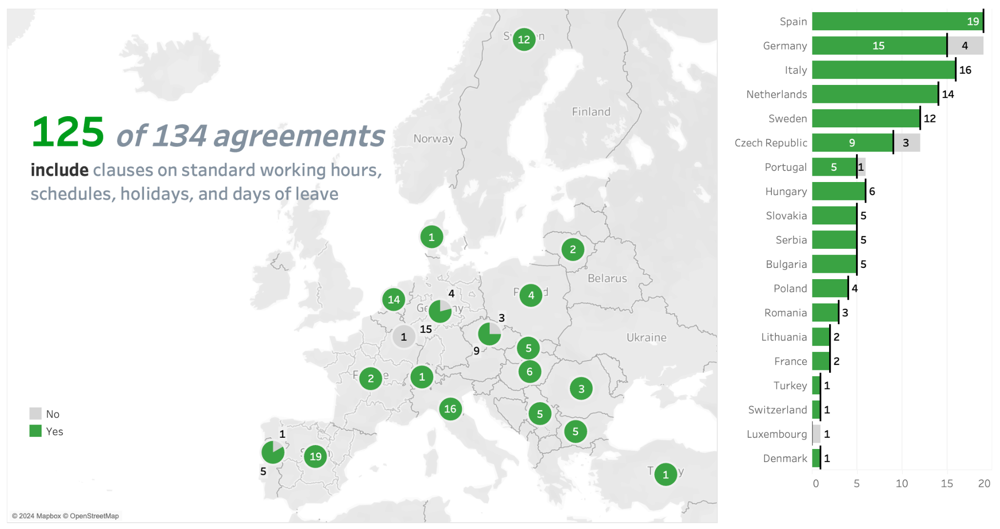 125 of 134 agreements
include clauses on standard working hours,
schedules, holidays, and days of leave
Finland
Norway
Belarus
Ukraine
12
1
2
14
4
4
15
1
3
9
5
6
2
1
3
16
5
5
1
5
19
1
No
Yes
© 2024 Mapbox © OpenStreetMap
Spain 19
Germany 15 4
Italy 16
Netherlands 14
Sweden 12
Czech Republic 9 3
Portugal 5 1
Hungary 6
Slovakia 5
Serbia 5
Bulgaria 5
Poland 4
Romania 3
Lithuania 2
France 2
Turkey 1
Switzerland 1
Luxembourg 1
Denmark 1
0 5 10 15 20